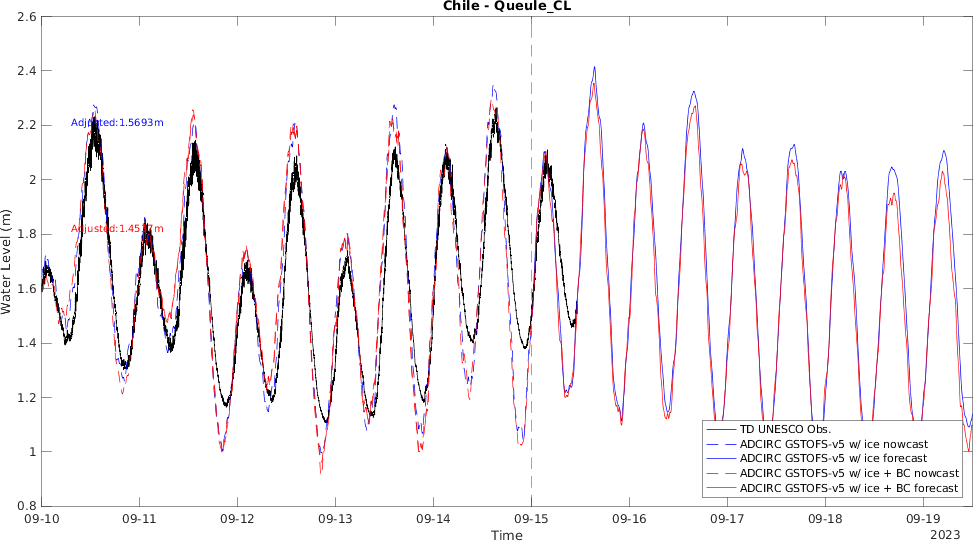 Chile - Queule_CL
2.6
2.4
2.2
2
1.8
1.6
1.4
1.2
1
0.8
Water Level (m)
Adjusted:1.5693m
TD UNESCO Obs.
ADCIRC GSTOFS-v5 w/ ice nowcast
ADCIRC GSTOFS-v5 w/ ice forecast
ADCIRC GSTOFS-v5 w/ ice + BC nowcast
ADCIRC GSTOFS-v5 w/ ice + BC forecast
09-10 09-11 09-12 09-13 09-14 09-15 09-16 09-17 09-18 09-19
Time
2023